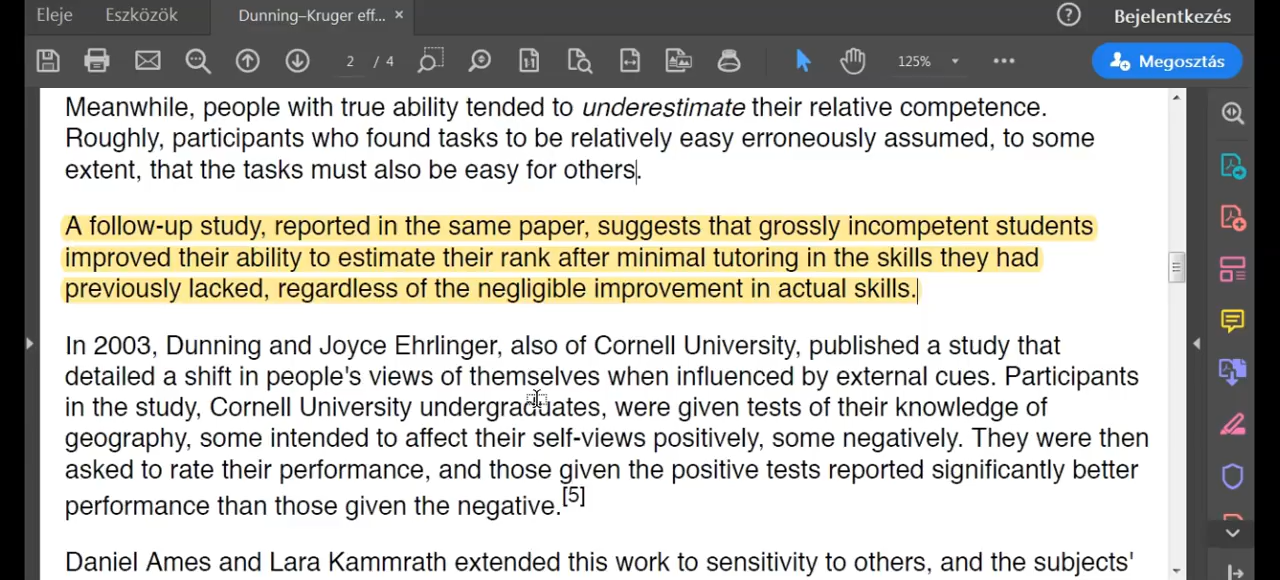 Eleje Eszközök Dunning–Kruger eff... × ? Bejelentkezés
2 / 4 125% Megosztás
Meanwhile, people with true ability tended to underestimate their relative competence.
Roughly, participants who found tasks to be relatively easy erroneously assumed, to some
extent, that the tasks must also be easy for others.
A follow-up study, reported in the same paper, suggests that grossly incompetent students
improved their ability to estimate their rank after minimal tutoring in the skills they had
previously lacked, regardless of the negligible improvement in actual skills.
In 2003, Dunning and Joyce Ehrlinger, also of Cornell University, published a study that
detailed a shift in people's views of themselves when influenced by external cues. Participants
in the study, Cornell University undergraduates, were given tests of their knowledge of
geography, some intended to affect their self-views positively, some negatively. They were then
asked to rate their performance, and those given the positive tests reported significantly better
performance than those given the negative.[5]
Daniel Ames and Lara Kammrath extended this work to sensitivity to others, and the subjects'